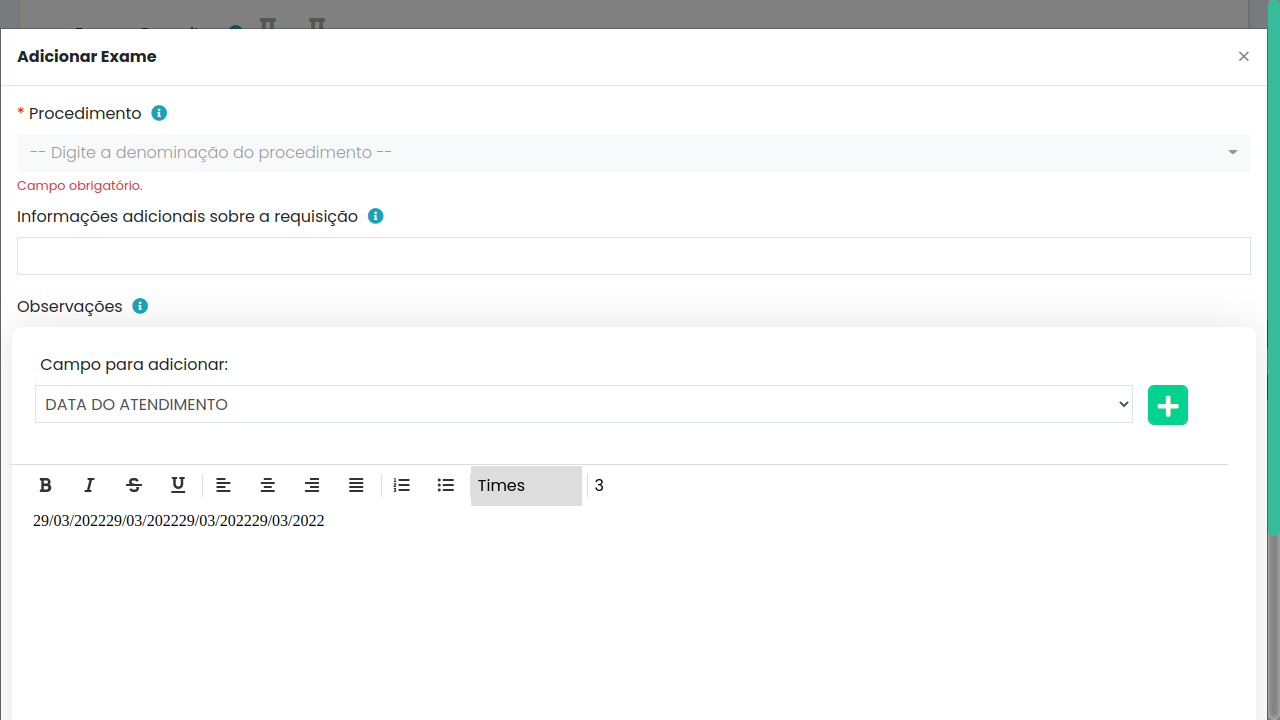 Adicionar Exame ×
* Procedimento
-- Digite a denominação do procedimento --
Campo obrigatório.
Informações adicionais sobre a requisição
Observações
Campo para adicionar:
DATA DO ATENDIMENTO
B I S U Times 3
29/03/202229/03/202229/03/202229/03/2022